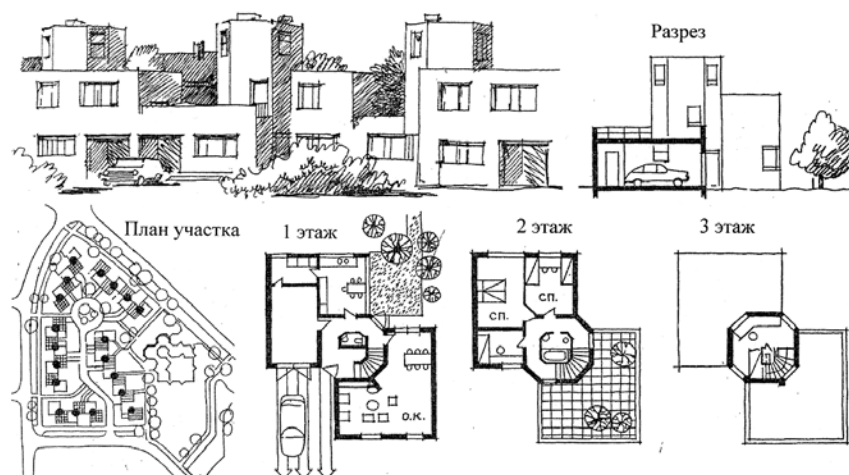 Разрез
План участка
1 этаж
2 этаж
3 этаж
сп.
сп.
о.к.